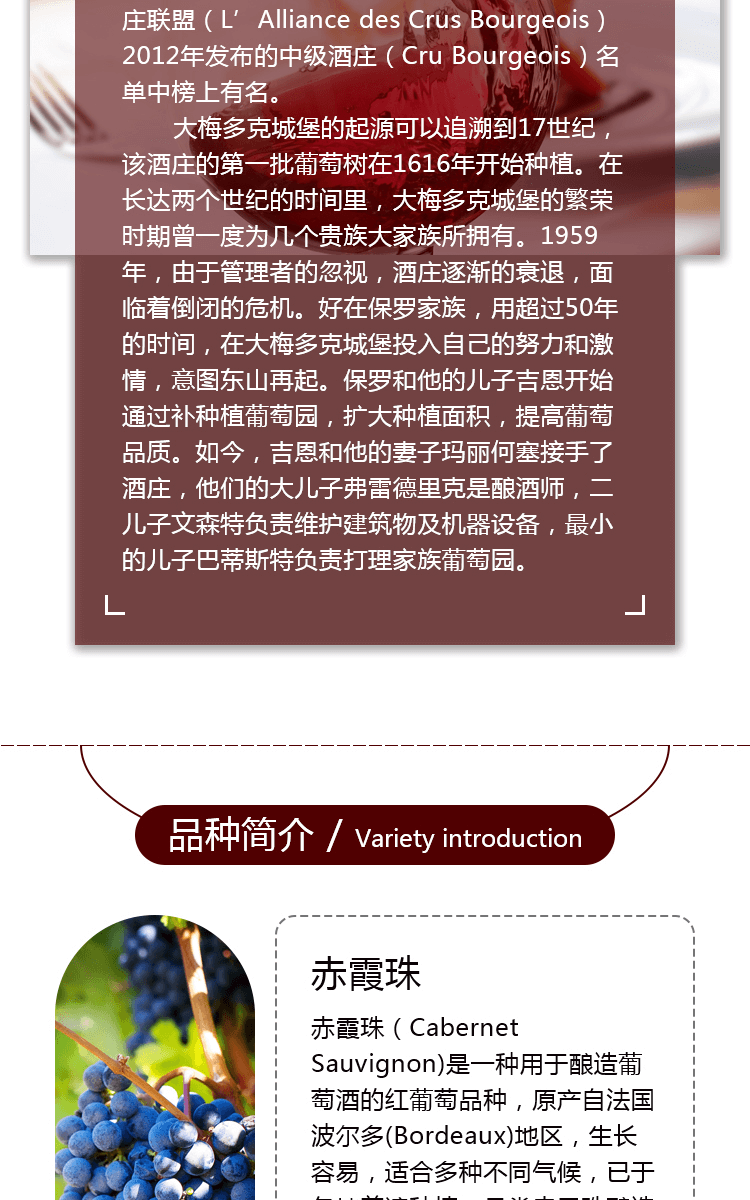 庄联盟（L’Alliance des Crus Bourgeois）
2012年发布的中级酒庄（Cru Bourgeois）名
单中榜上有名。
大梅多克城堡的起源可以追溯到17世纪，
该酒庄的第一批葡萄树在1616年开始种植。在
长达两个世纪的时间里，大梅多克城堡的繁荣
时期曾一度为几个贵族大家族所拥有。1959
年，由于管理者的忽视，酒庄逐渐的衰退，面
临着倒闭的危机。好在保罗家族，用超过50年
的时间，在大梅多克城堡投入自己的努力和激
情，意图东山再起。保罗和他的儿子吉恩开始
通过补种植葡萄园，扩大种植面积，提高葡萄
品质。如今，吉恩和他的妻子玛丽何塞接手了
酒庄，他们的大儿子弗雷德里克是酿酒师，二
儿子文森特负责维护建筑物及机器设备，最小
的儿子巴蒂斯特负责打理家族葡萄园。
品种简介 / Variety introduction
赤霞珠
赤霞珠（Cabernet
Sauvignon)是一种用于酿造葡
萄酒的红葡萄品种，原产自法国
波尔多(Bordeaux)地区，生长
容易，适合多种不同气候，已于